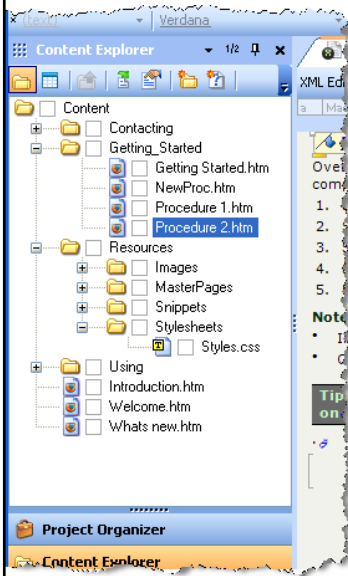 (text) Verdana
Content Explorer 1/2
XML Edi
Content
a Ma
Contacting
Getting_Started
Getting Started.htm
NewProc.htm
Procedure 1.htm
Procedure 2.htm
Resources
Images
MasterPages
Snippets
Stylesheets
Styles.css
Using
Introduction.htm
Welcome.htm
Whats new.htm
Project Organizer
Content Explorer
com
1.
2.
3.
4.
5.
Note
Tip
on